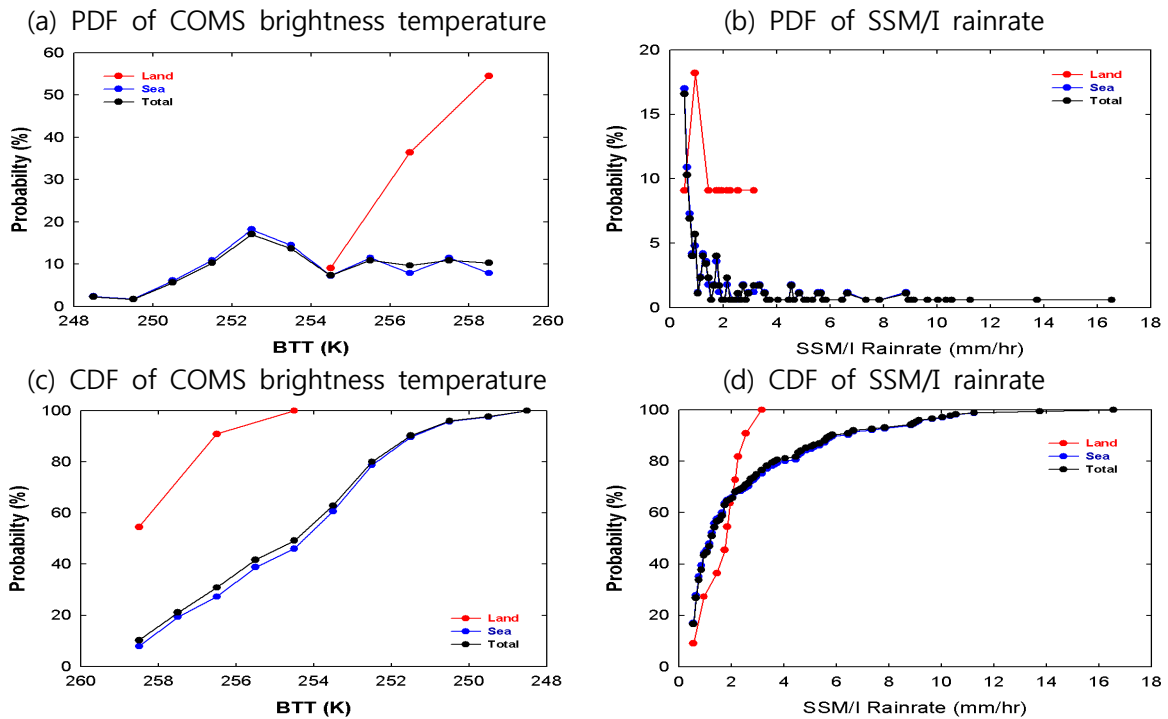 (a) PDF of COMS brightness temperature
60
50
40
30
20
10
0
Probabilty (%)
Land
Sea
Total
248 250 252 254 256 258 260
BTT (K)
(b) PDF of SSM/I rainrate
20
15
10
5
0
Probabilty (%)
Land
Sea
Total
0 2 4 6 8 10 12 14 16 18
SSM/I Rainrate (mm/hr)
(c) CDF of COMS brightness temperature
100
80
60
40
20
0
Probabilty (%)
Land
Sea
Total
260 258 256 254 252 250 248
BTT (K)
(d) CDF of SSM/I rainrate
100
80
60
40
20
0
Probabilty (%)
Land
Sea
Total
0 2 4 6 8 10 12 14 16 18
SSM/I Rainrate (mm/hr)